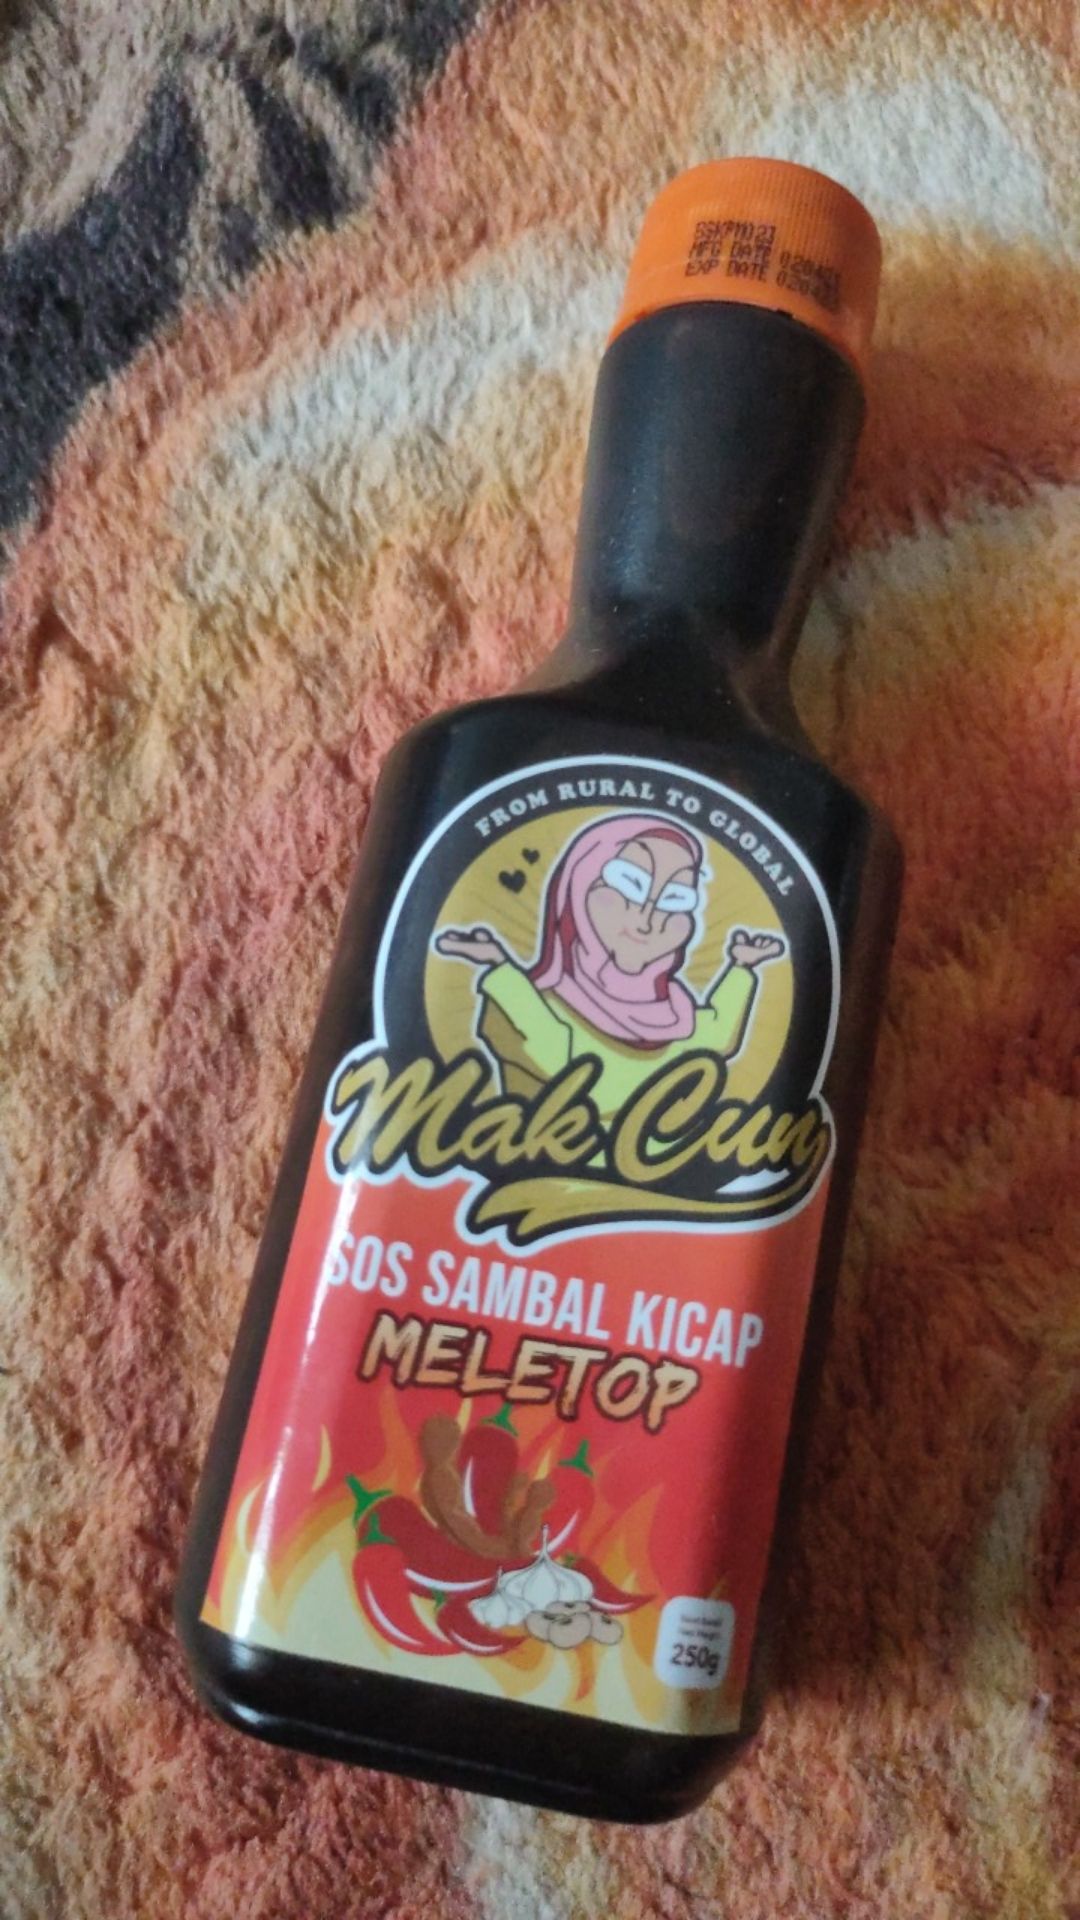 MFG DATE
EXP DATE
FROM RURAL TO GLOBAL
Mak Cun
SOS SAMBAL KICAP
MELETOP
250g